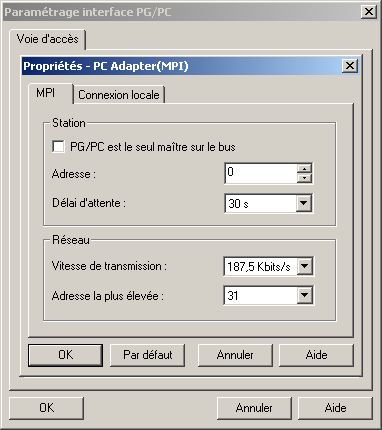 Paramétrage interface PG/PC
Voie d'accès
Propriétés - PC Adapter(MPI)
MPI
Connexion locale
Station
PG/PC est le seul maître sur le bus
Adresse :
0
Délai d'attente :
30 s
Réseau
Vitesse de transmission :
187,5 Kbits/s
Adresse la plus élevée :
31
OK
Par défaut
Annuler
Aide
OK
Annuler
Aide